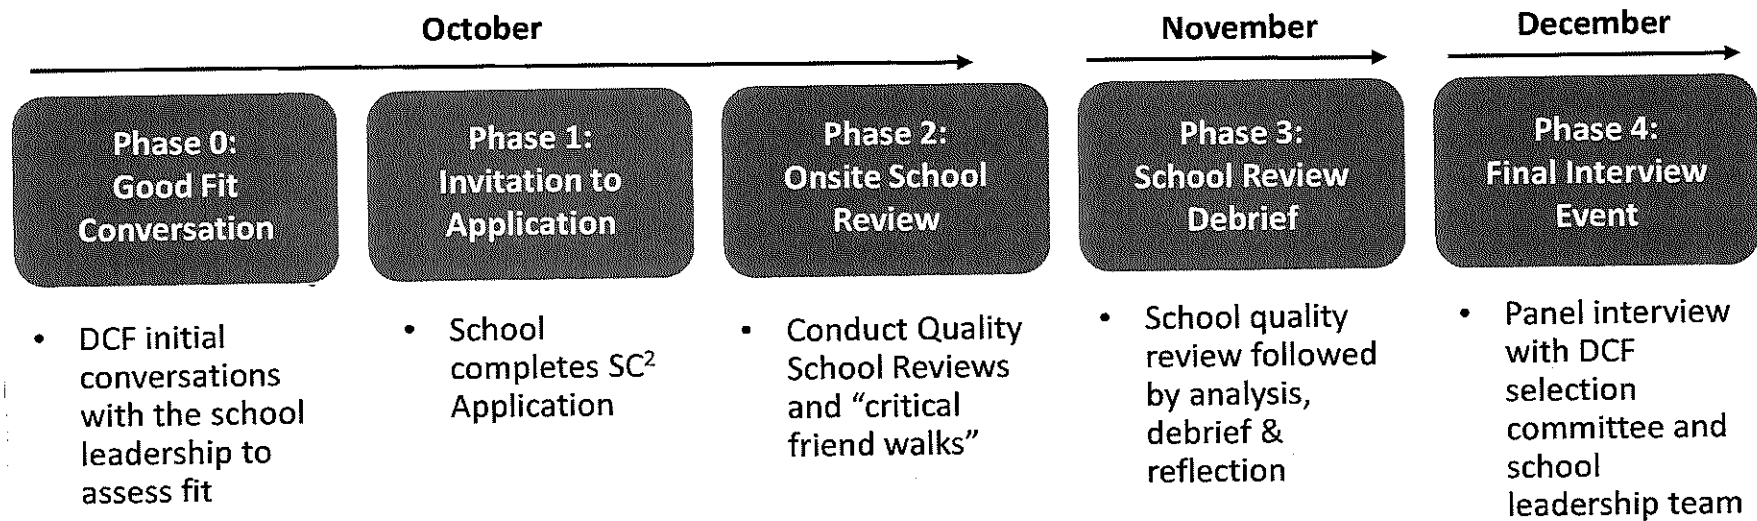 October
November
December
Phase 0:
Good Fit
Conversation
Phase 1:
Invitation to
Application
Phase 2:
Onsite School
Review
Phase 3:
School Review
Debrief
Phase 4:
Final Interview
Event
• DCF initial
conversations
with the school
leadership to
assess fit
• School
completes SC²
Application
• Conduct Quality
School Reviews
and “critical
friend walks”
• School quality
review followed
by analysis,
debrief &
reflection
• Panel interview
with DCF
selection
committee and
school
leadership team